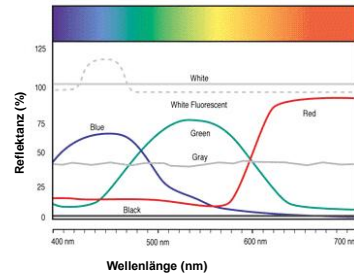 125
100
75
50
25
0
Reflektanz (%)
White
White Fluorescent
Blue
Green
Red
Gray
Black
400 nm
500 nm
600 nm
700 nm
Wellenlänge (nm)